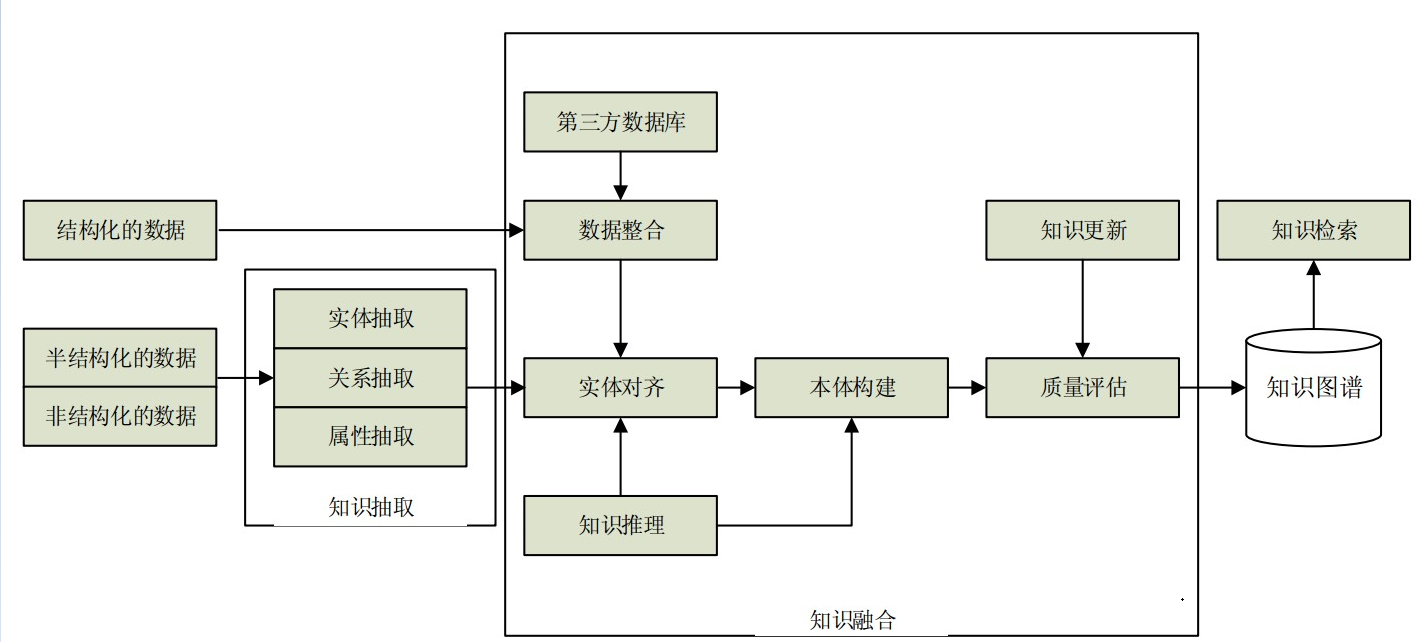 第三方数据库
结构化的数据
数据整合
知识更新
知识检索
实体抽取
半结构化的数据
关系抽取
非结构化的数据
属性抽取
实体对齐
本体构建
质量评估
知识图谱
知识抽取
知识推理
知识融合